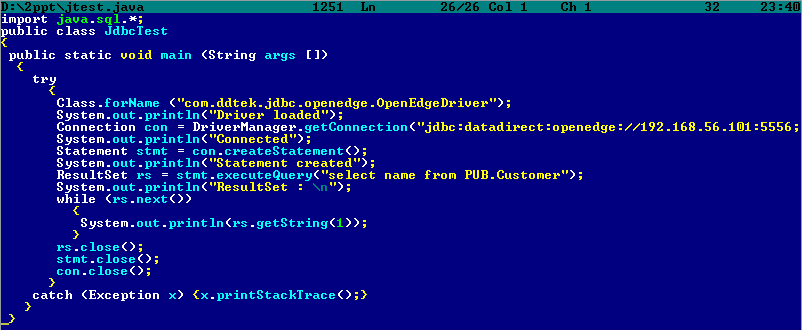 D:\2ppt\jtest.java 1251 Ln 26/26 Col 1 Ch 1 32 23:40
import java.sql.*;
public class JdbcTest
{
 public static void main (String args [])
  {
    try
      {
       Class.forName ("com.ddtek.jdbc.openedge.OpenEdgeDriver");
       System.out.println("Driver loaded");
       Connection con = DriverManager.getConnection("jdbc:datadirect:openedge://192.168.56.101:5556;
       System.out.println("Connected");
       Statement stmt = con.createStatement();
       System.out.println("Statement created");
       ResultSet rs = stmt.executeQuery("select name from PUB.Customer");
       System.out.println("ResultSet : \n");
       while (rs.next())
         {
          System.out.println(rs.getString(1));
         }
       rs.close();
       stmt.close();
       con.close();
      }
    catch (Exception x) {x.printStackTrace();}
   }
 }